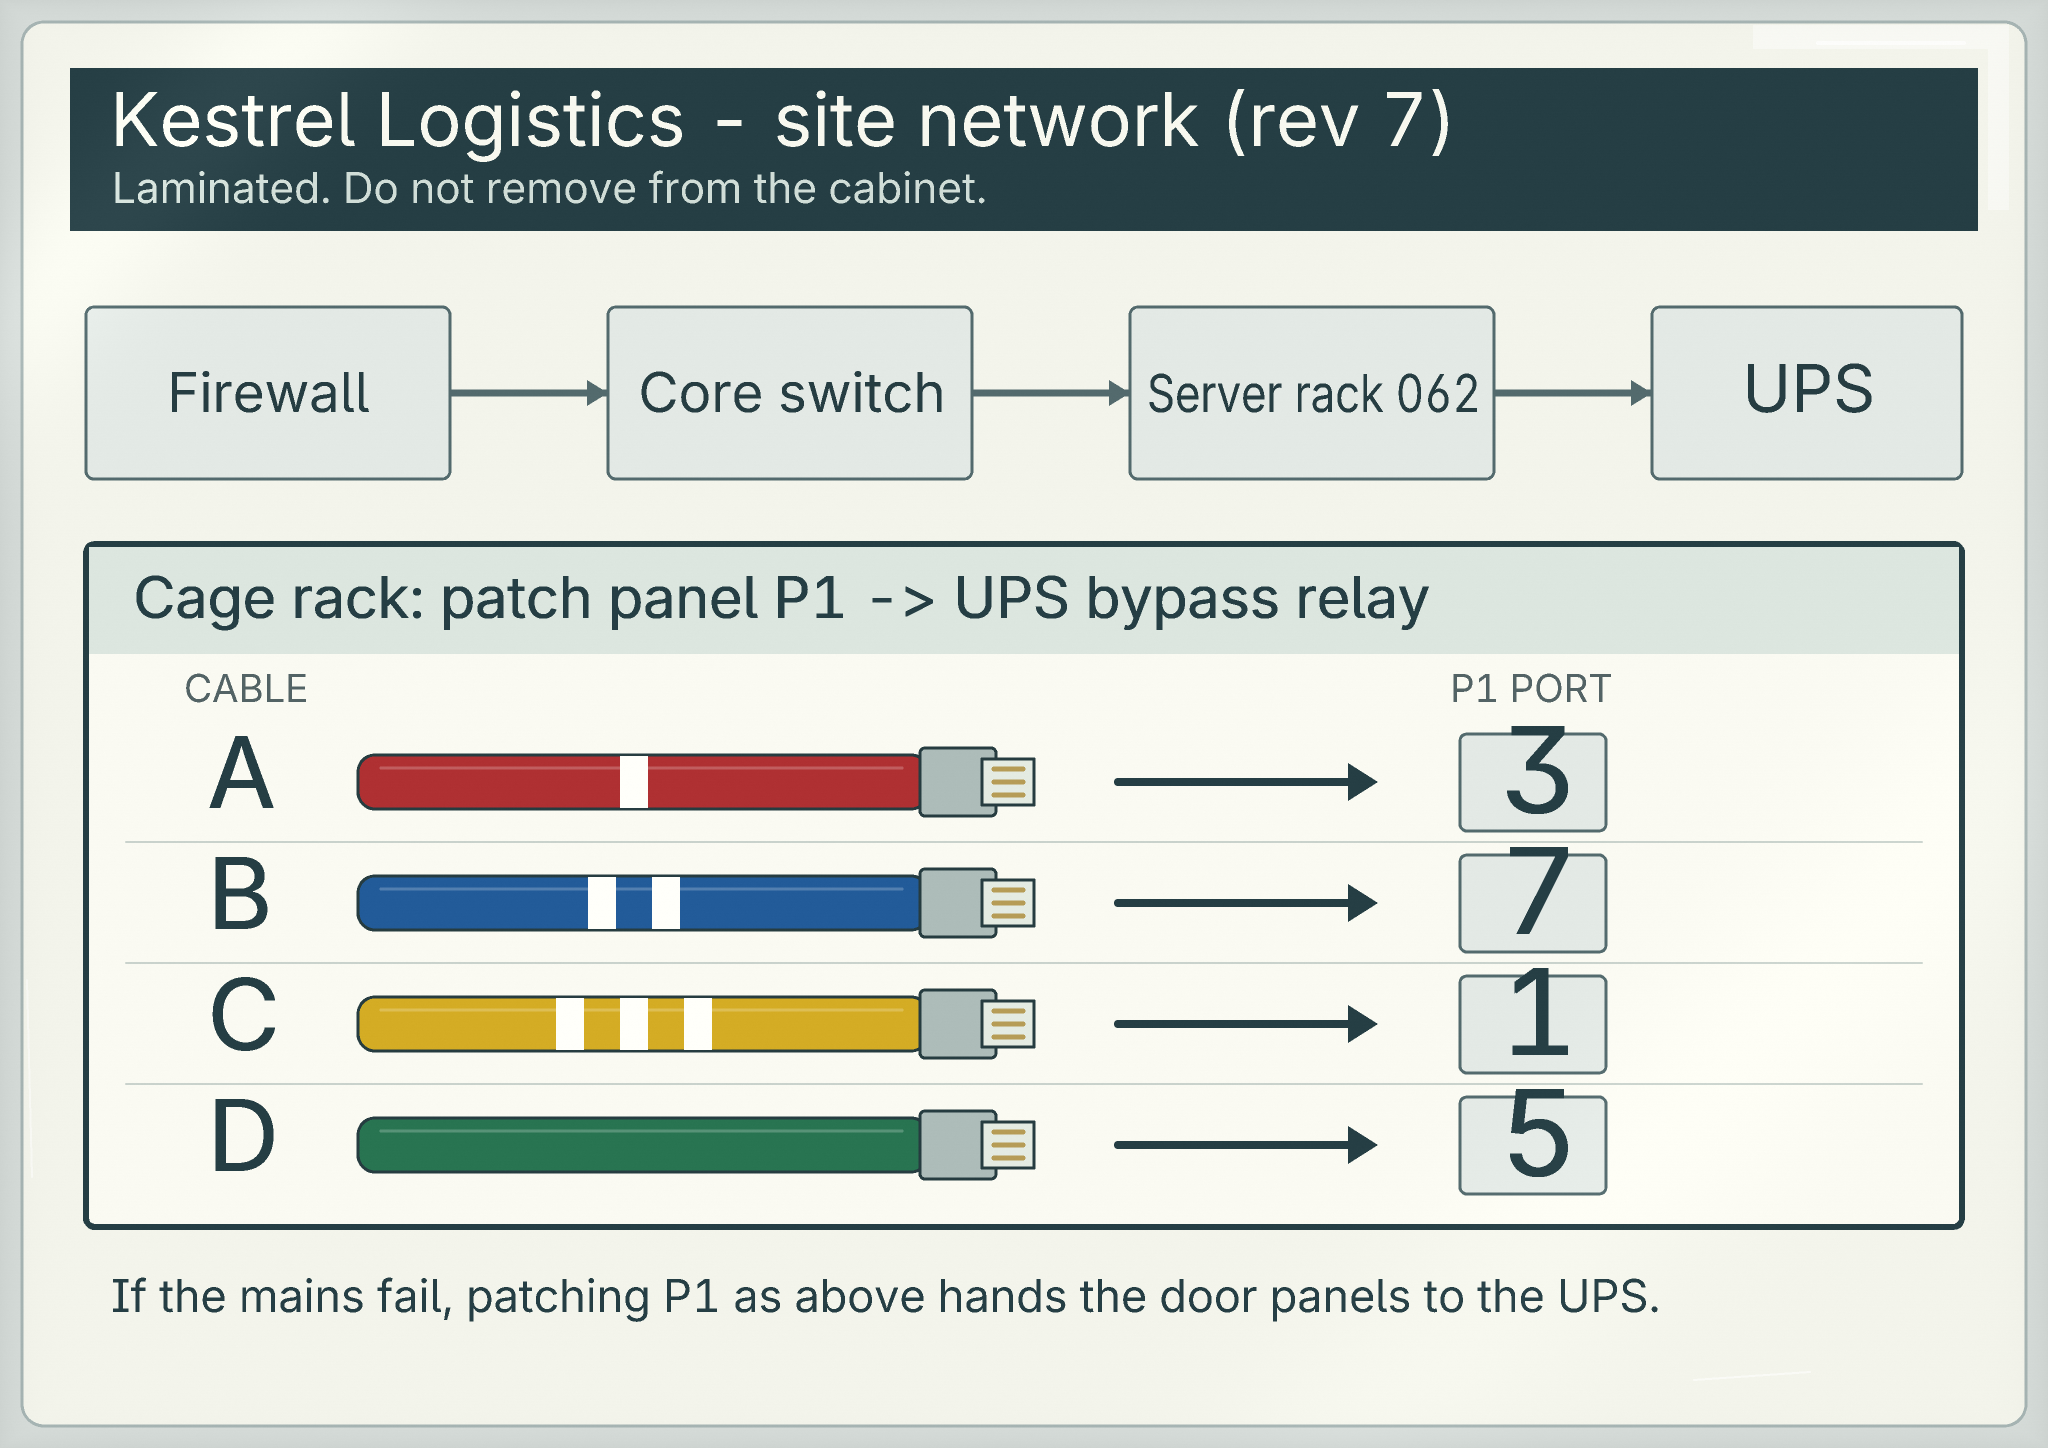 Kestrel Logistics - site network (rev 7)
Laminated. Do not remove from the cabinet.
Firewall
Core switch
Server rack 062
UPS
Cage rack: patch panel P1 -> UPS bypass relay
CABLE
P1 PORT
A
3
B
7
C
1
D
5
If the mains fail, patching P1 as above hands the door panels to the UPS.